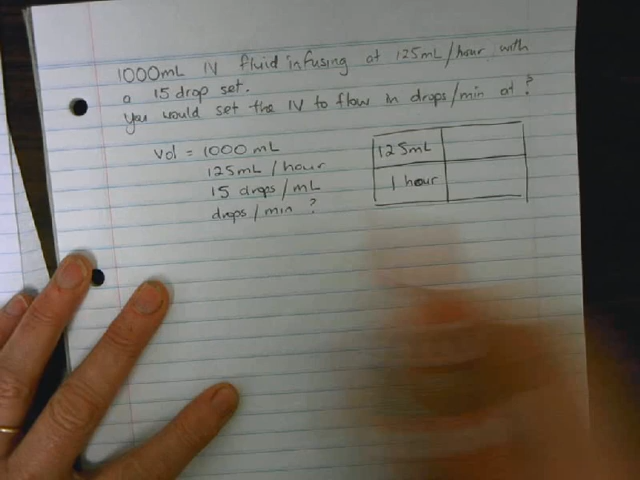 1000mL IV fluid infusing at 125mL/hour with
a 15 drop set.
You would set the IV to flow in drops/min at ?
Vol = 1000 mL
125mL / hour
15 drops / mL
drops / min ?
125mL
1 hour